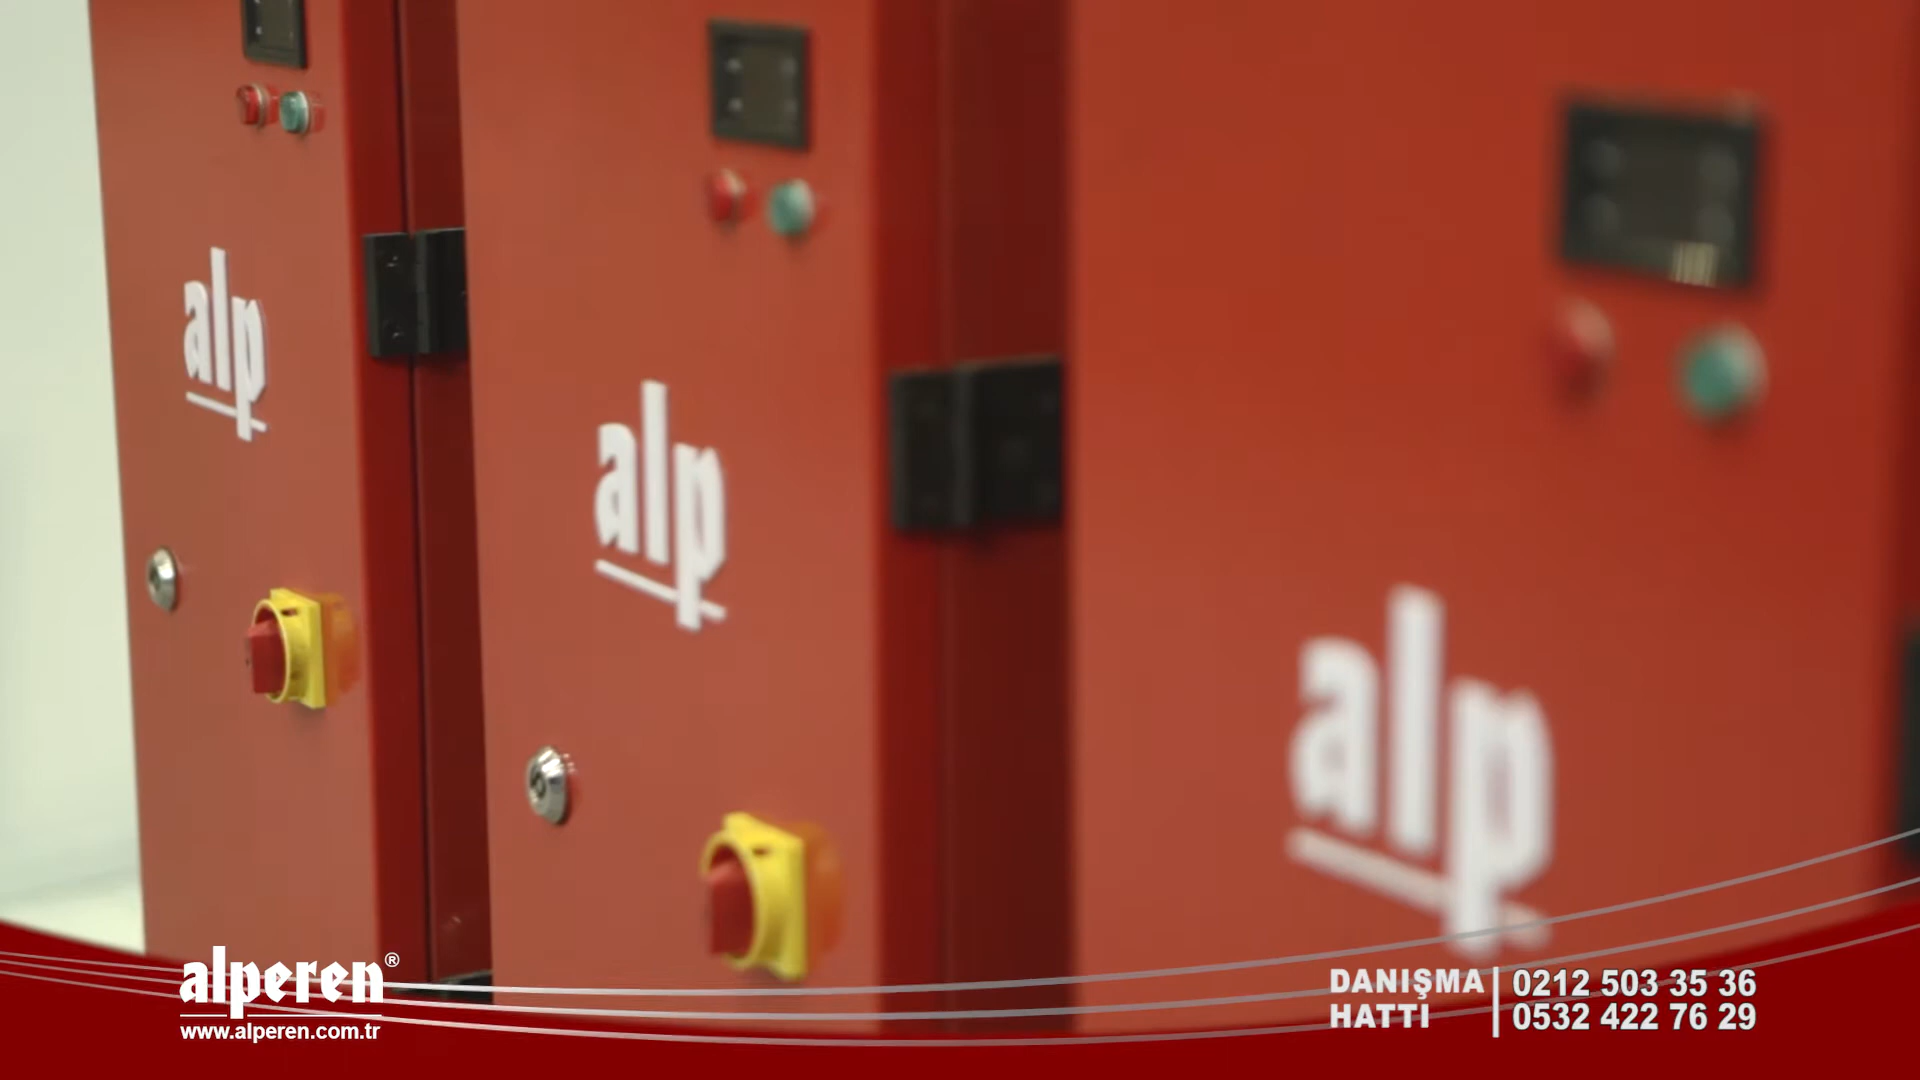 alp
alp
alp
alperen®
www.alperen.com.tr
DANIŞMA
HATTI
0212 503 35 36
0532 422 76 29